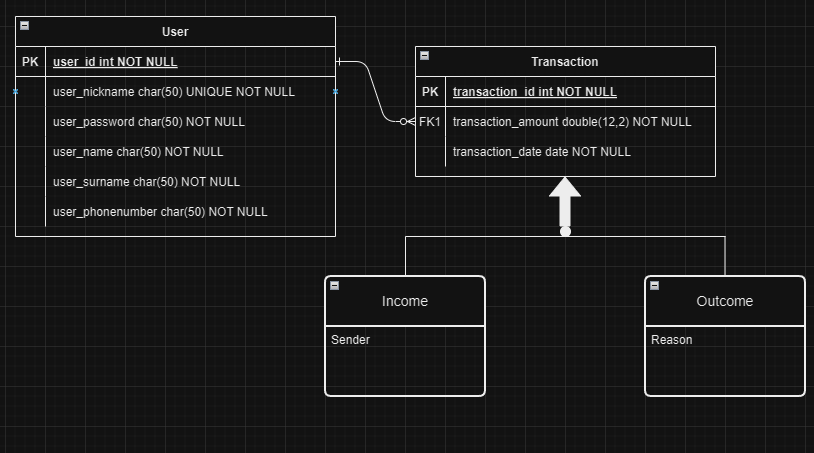 User
PK user_id int NOT NULL
user_nickname char(50) UNIQUE NOT NULL
user_password char(50) NOT NULL
user_name char(50) NOT NULL
user_surname char(50) NOT NULL
user_phonenumber char(50) NOT NULL
Transaction
PK transaction_id int NOT NULL
FK1 transaction_amount double(12,2) NOT NULL
transaction_date date NOT NULL
Income
Sender
Outcome
Reason